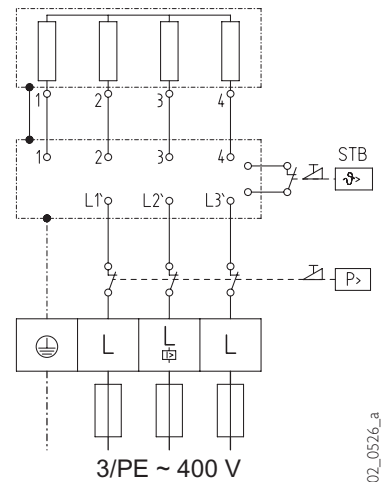 1 2 3 4
1 2 3 4
STB
ϑ>
L1` L2` L3`
P>
L L L
I>
3/PE ~ 400 V
02_0526_a